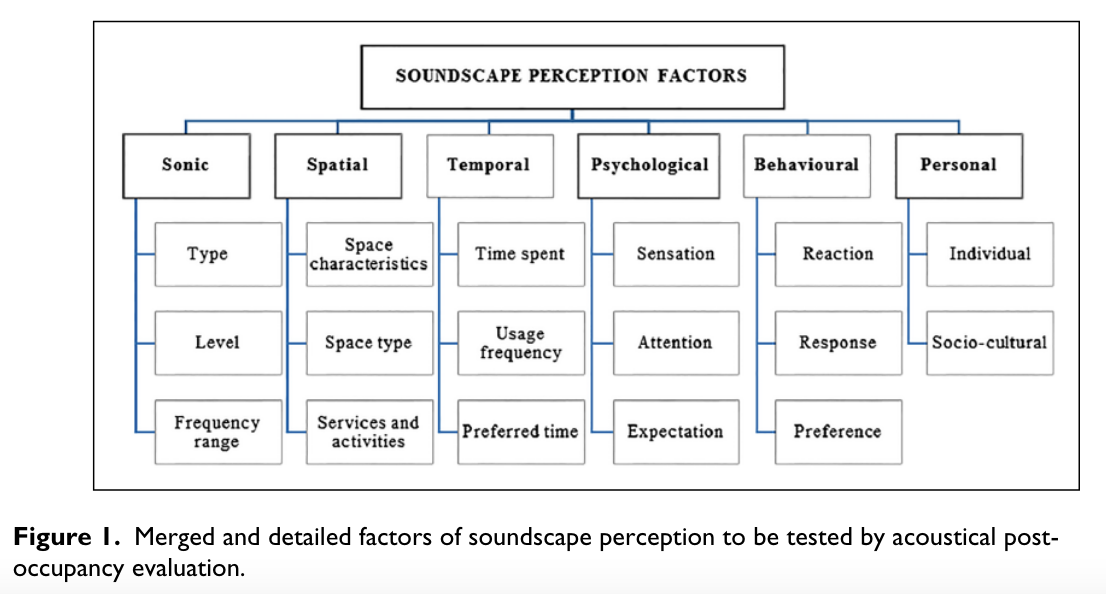 SOUNDSCAPE PERCEPTION FACTORS
Sonic
Spatial
Temporal
Psychological
Behavioural
Personal
Type
Space
characteristics
Time spent
Sensation
Reaction
Individual
Level
Space type
Usage
frequency
Attention
Response
Socio-cultural
Frequency
range
Services and
activities
Preferred time
Expectation
Preference
Figure 1. Merged and detailed factors of soundscape perception to be tested by acoustical post-
occupancy evaluation.